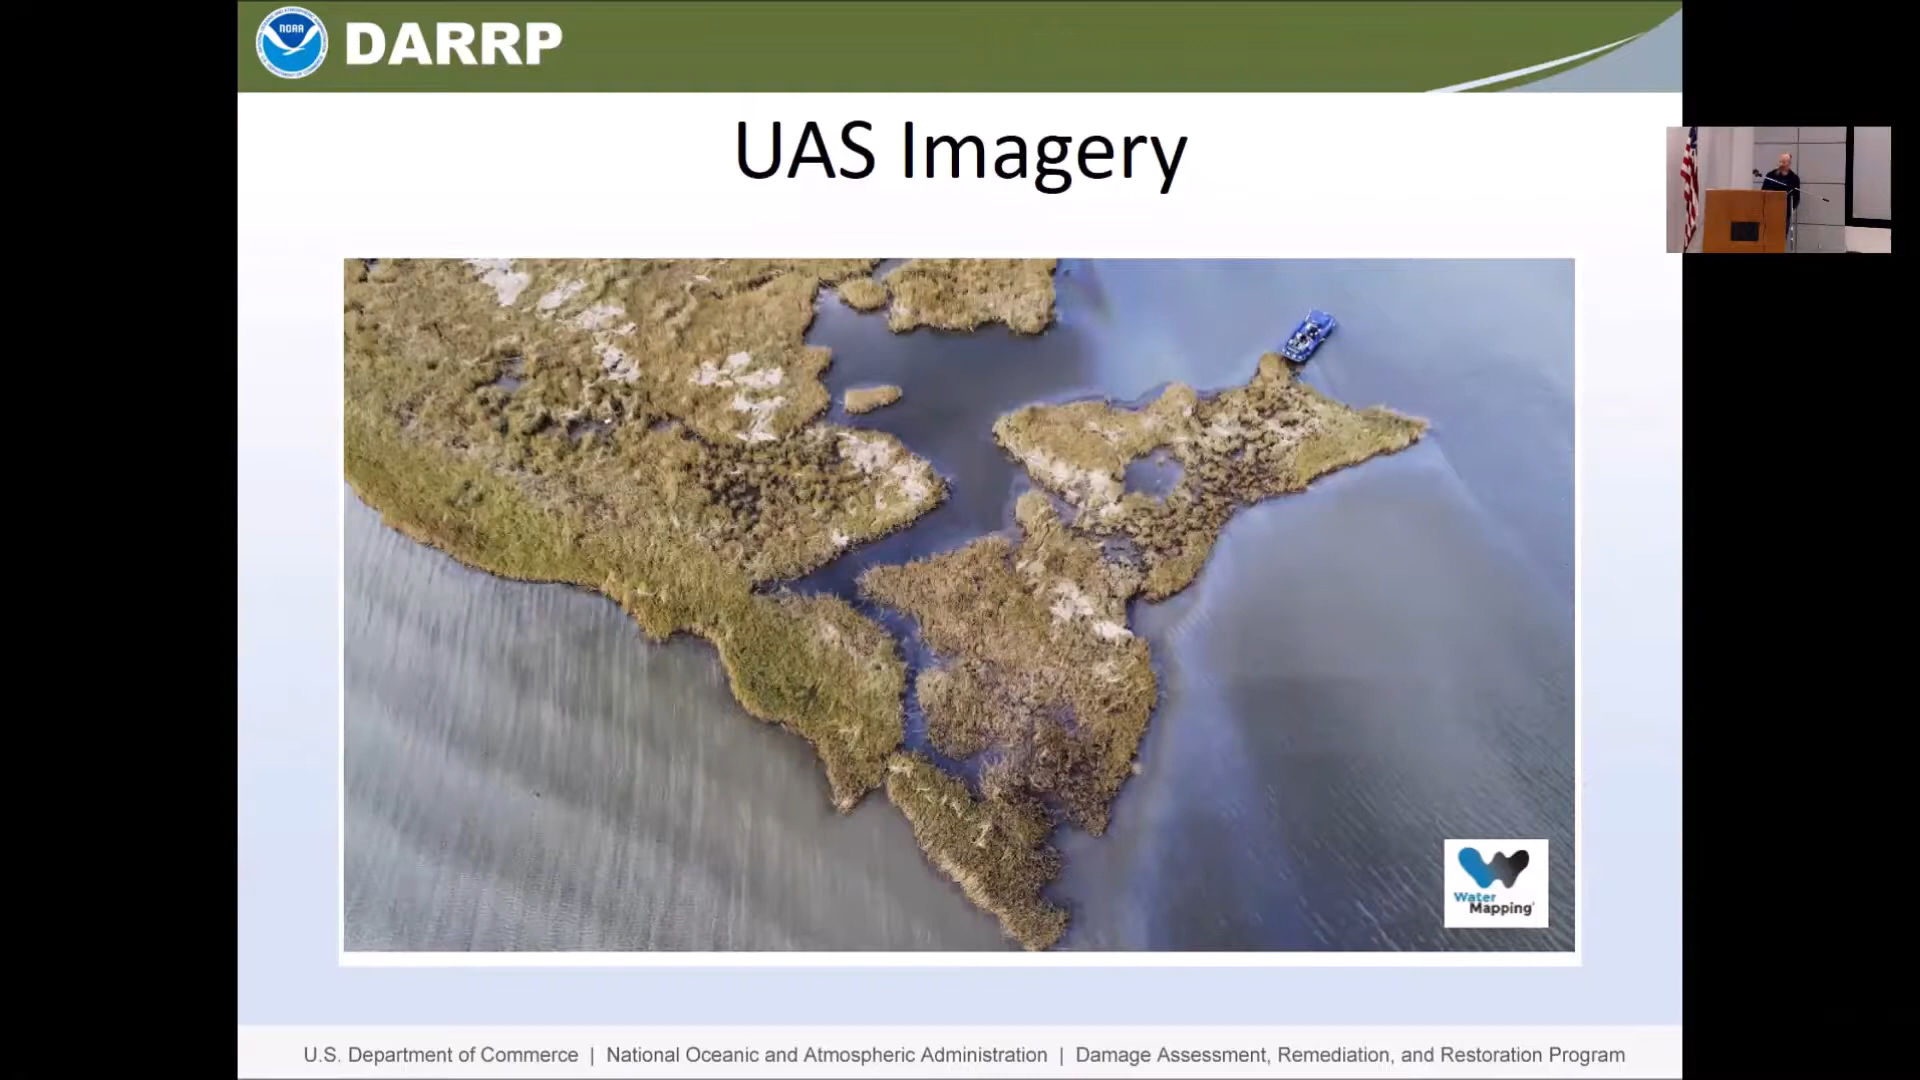 NOAA
DARRP
UAS Imagery
Water
Mapping
U.S. Department of Commerce | National Oceanic and Atmospheric Administration | Damage Assessment, Remediation, and Restoration Program